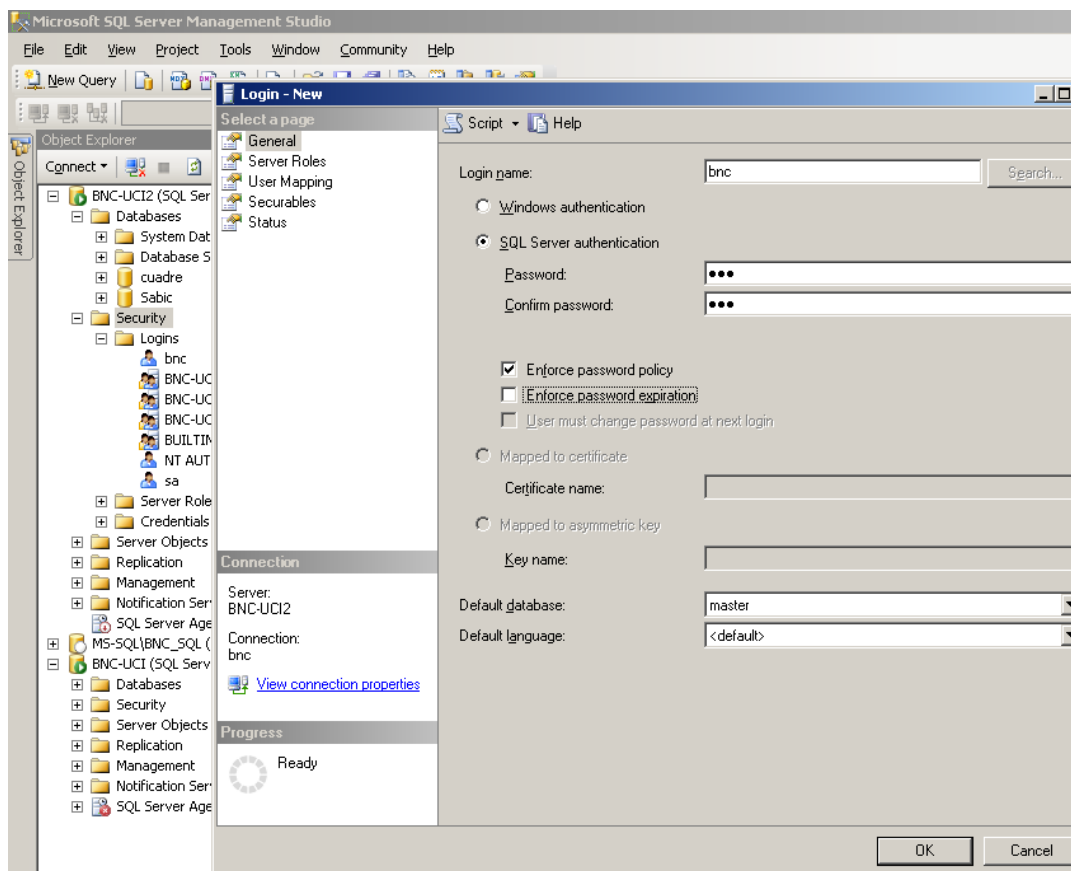 Microsoft SQL Server Management Studio
File Edit View Project Tools Window Community Help
New Query
Login - New
Select a page
General
Server Roles
User Mapping
Securables
Status
Script Help
Object Explorer
Object Explorer
Connect
BNC-UCI2 (SQL Ser
Databases
System Dat
Database S
cuadre
Sabic
Security
Logins
bnc
BNC-UC
BNC-UC
BNC-UC
BUILTIN
NT AUT
sa
Server Role
Credentials
Server Objects
Replication
Management
Notification Ser
SQL Server Age
MS-SQL\BNC_SQL (
BNC-UCI (SQL Serv
Databases
Security
Server Objects
Replication
Management
Notification Ser
SQL Server Age
Login name: bnc Search...
Windows authentication
SQL Server authentication
Password: •••
Confirm password: •••
Enforce password policy
Enforce password expiration
User must change password at next login
Mapped to certificate
Certificate name:
Mapped to asymmetric key
Key name:
Default database: master
Default language: <default>
Connection
Server:
BNC-UCI2
Connection:
bnc
View connection properties
Progress
Ready
OK Cancel